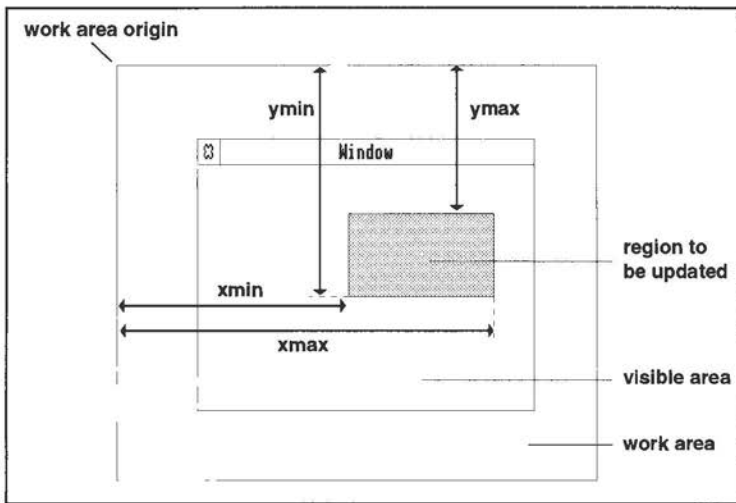 work area origin
ymin
ymax
Window
region to
be updated
xmin
xmax
visible area
work area